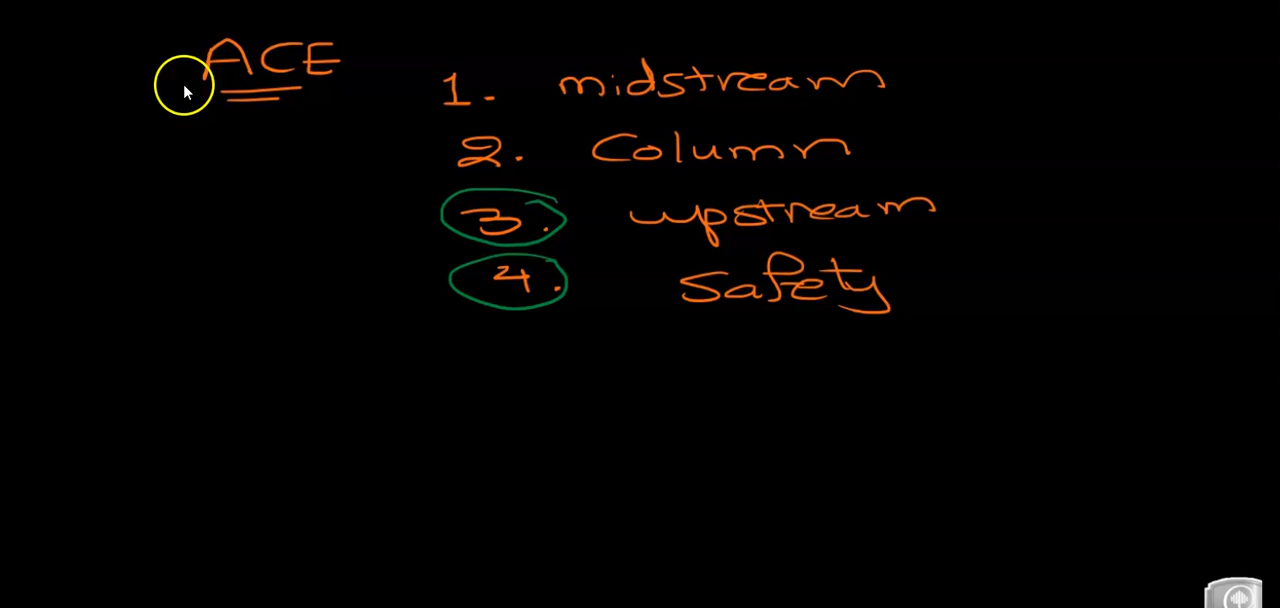 ACE
1. midstream
2. Column
3. upstream
4. Safety